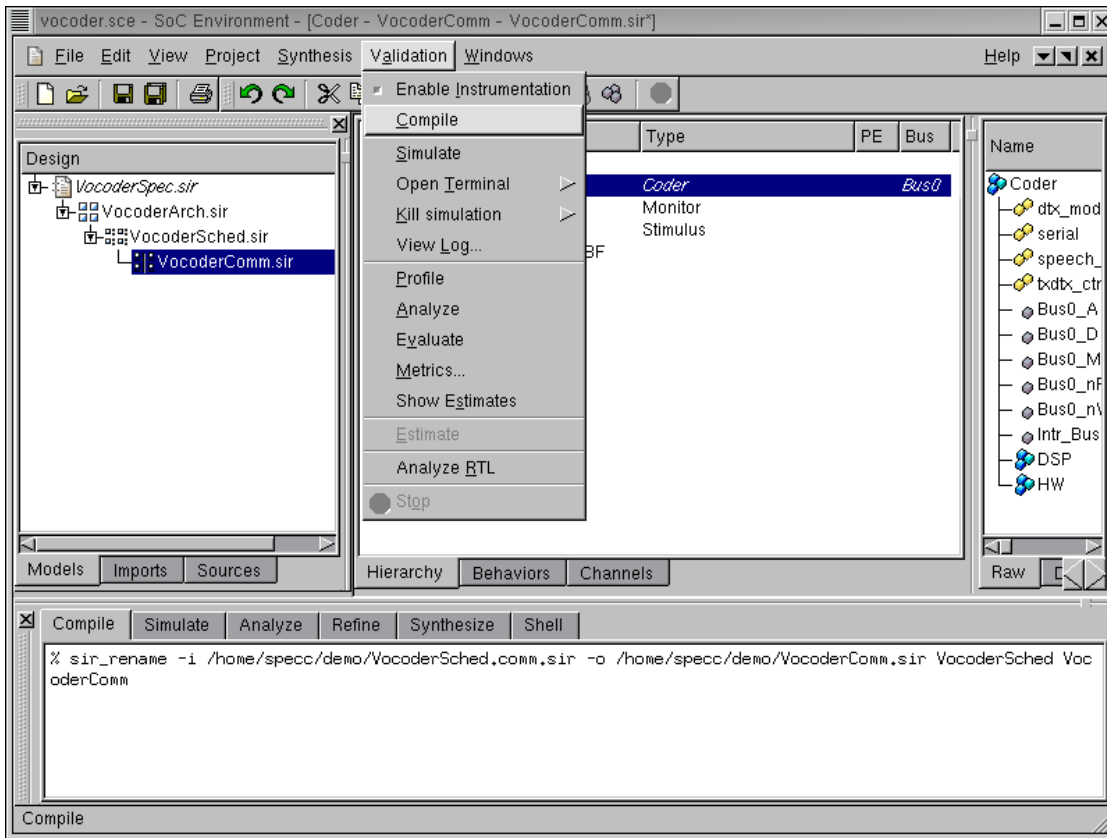 vocoder.sce - SoC Environment - [Coder - VocoderComm - VocoderComm.sir*]
File Edit View Project Synthesis Validation Windows Help
Enable Instrumentation
Compile
Simulate
Open Terminal
Kill simulation
View Log...
Profile
Analyze
Evaluate
Metrics...
Show Estimates
Estimate
Analyze RTL
Stop
Design
VocoderSpec.sir
VocoderArch.sir
VocoderSched.sir
VocoderComm.sir
Models Imports Sources
Type PE Bus
Coder Bus0
Monitor
Stimulus
BF
Hierarchy Behaviors Channels
Name
Coder
dtx_mod
serial
speech_
txdtx_ctr
Bus0_A
Bus0_D
Bus0_M
Bus0_nF
Bus0_n\
Intr_Bus
DSP
HW
Raw
Compile Simulate Analyze Refine Synthesize Shell
% sir_rename -i /home/specc/demo/VocoderSched.comm.sir -o /home/specc/demo/VocoderComm.sir VocoderSched Voc
oderComm
Compile